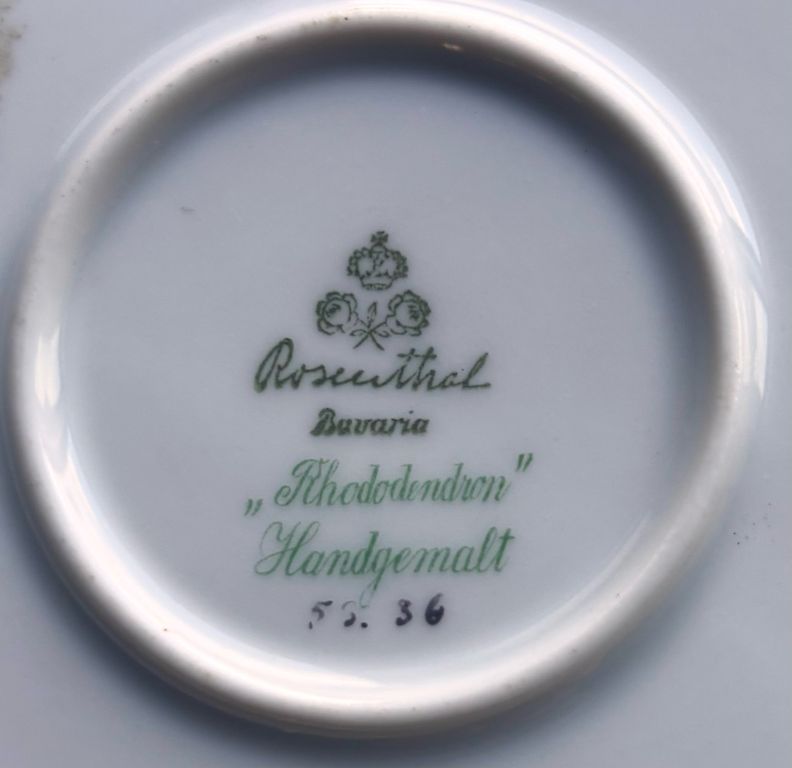 Rosenthal
Bavaria
„Rhododendron"
Handgemalt
36